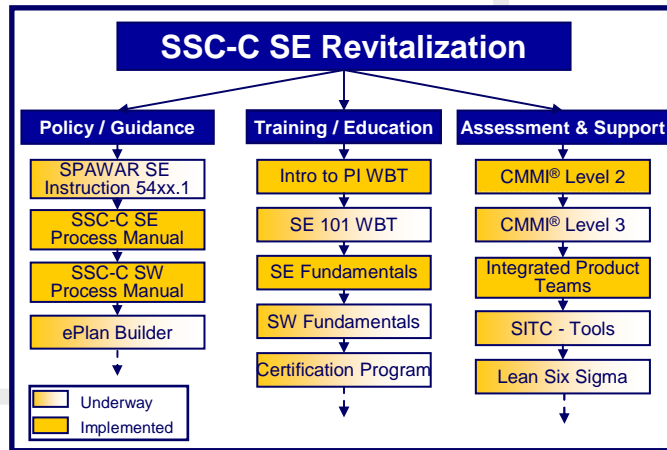 SSC-C SE Revitalization
Policy / Guidance
SPAWAR SE
Instruction 54xx.1
SSC-C SE
Process Manual
SSC-C SW
Process Manual
ePlan Builder
Training / Education
Intro to PI WBT
SE 101 WBT
SE Fundamentals
SW Fundamentals
Certification Program
Assessment & Support
CMMI® Level 2
CMMI® Level 3
Integrated Product
Teams
SITC - Tools
Lean Six Sigma
Underway
Implemented